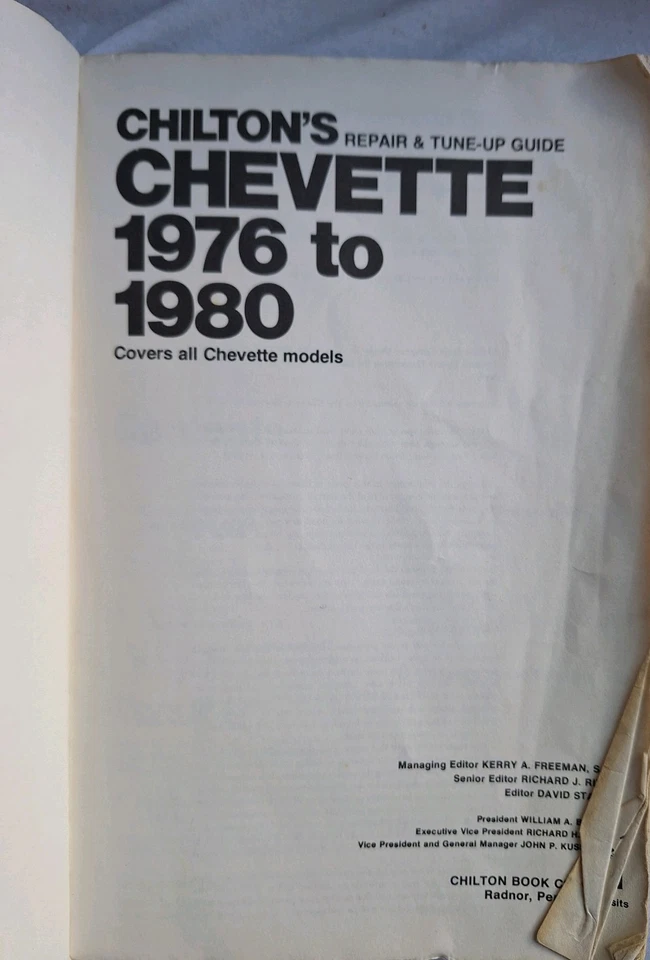 CHILTON'S REPAIR & TUNE-UP GUIDE
CHEVETTE
1976 to
1980
Covers all Chevette models
Managing Editor KERRY A. FREEMAN,
Senior Editor RICHARD J.
Editor DAVID
President WILLIAM A.
Executive Vice President RICHARD
Vice President and General Manager JOHN P.
CHILTON BOOK
Radnor,